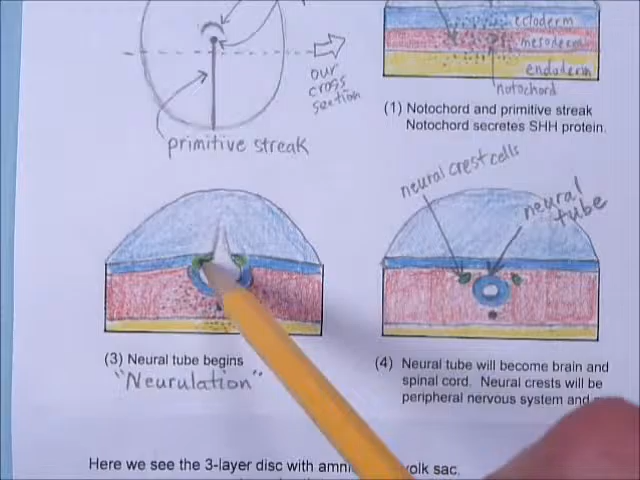 our
cross
section
primitive streak
ectoderm
mesoderm
endoderm
notochord
(1) Notochord and primitive streak
Notochord secretes SHH protein.
neural crest cells
neural
tube
(3) Neural tube begins
"Neurulation"
(4) Neural tube will become brain and
spinal cord. Neural crests will be
peripheral nervous system and
Here we see the 3-layer disc with yolk sac,